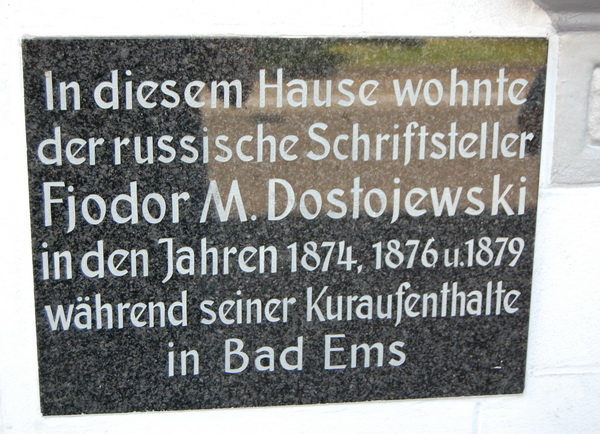 In diesem Hause wohnte
der russische Schriftsteller
Fjodor M. Dostojewski
in den Jahren 1874, 1876 u. 1879
während seiner Kuraufenthalte
in Bad Ems